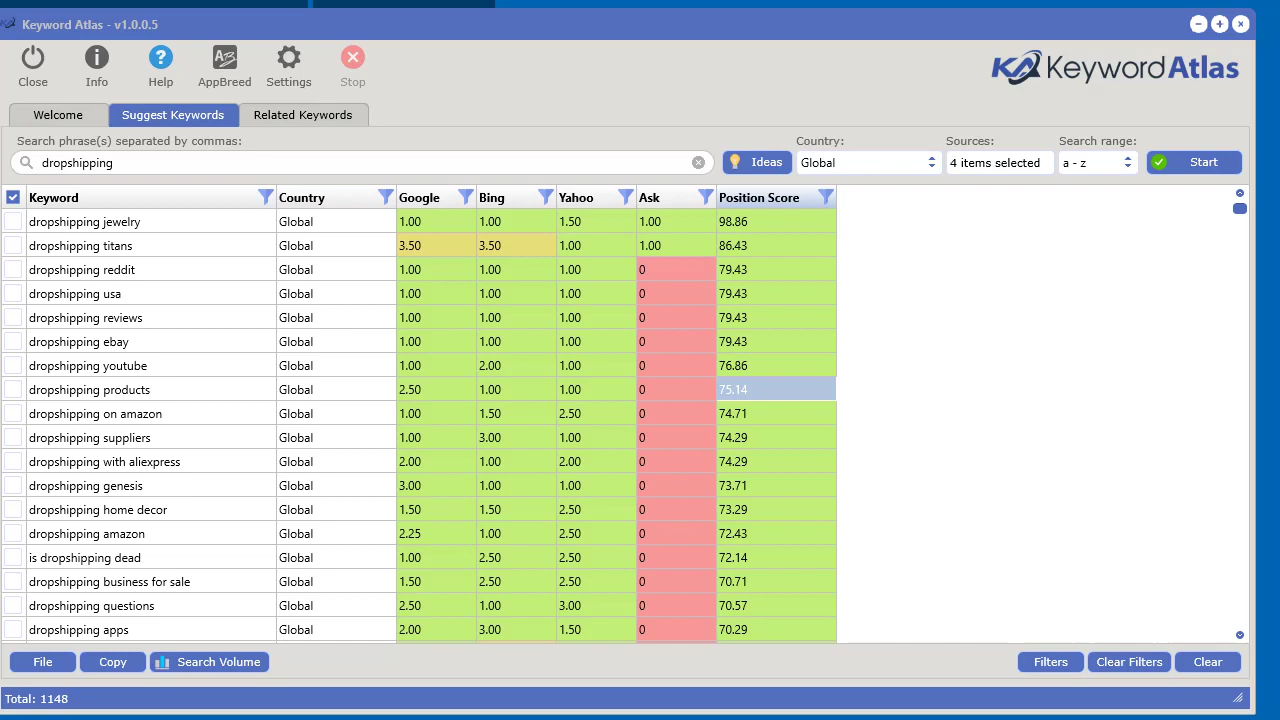 Keyword Atlas - v1.0.0.5
Close Info Help AppBreed Settings Stop
KA KeywordAtlas
Welcome Suggest Keywords Related Keywords
Search phrase(s) separated by commas: Country: Sources: Search range:
dropshipping Ideas Global 4 items selected a - z Start
Keyword Country Google Bing Yahoo Ask Position Score
dropshipping jewelry Global 1.00 1.00 1.50 1.00 98.86
dropshipping titans Global 3.50 3.50 1.00 1.00 86.43
dropshipping reddit Global 1.00 1.00 1.00 0 79.43
dropshipping usa Global 1.00 1.00 1.00 0 79.43
dropshipping reviews Global 1.00 1.00 1.00 0 79.43
dropshipping ebay Global 1.00 1.00 1.00 0 79.43
dropshipping youtube Global 1.00 2.00 1.00 0 76.86
dropshipping products Global 2.50 1.00 1.00 0 75.14
dropshipping on amazon Global 1.00 1.50 2.50 0 74.71
dropshipping suppliers Global 1.00 3.00 1.00 0 74.29
dropshipping with aliexpress Global 2.00 1.00 2.00 0 74.29
dropshipping genesis Global 3.00 1.00 1.00 0 73.71
dropshipping home decor Global 1.50 1.50 2.50 0 73.29
dropshipping amazon Global 2.25 1.00 2.50 0 72.43
is dropshipping dead Global 1.00 2.50 2.50 0 72.14
dropshipping business for sale Global 1.50 2.50 2.50 0 70.71
dropshipping questions Global 2.50 1.00 3.00 0 70.57
dropshipping apps Global 2.00 3.00 1.50 0 70.29
File Copy Search Volume Filters Clear Filters Clear
Total: 1148